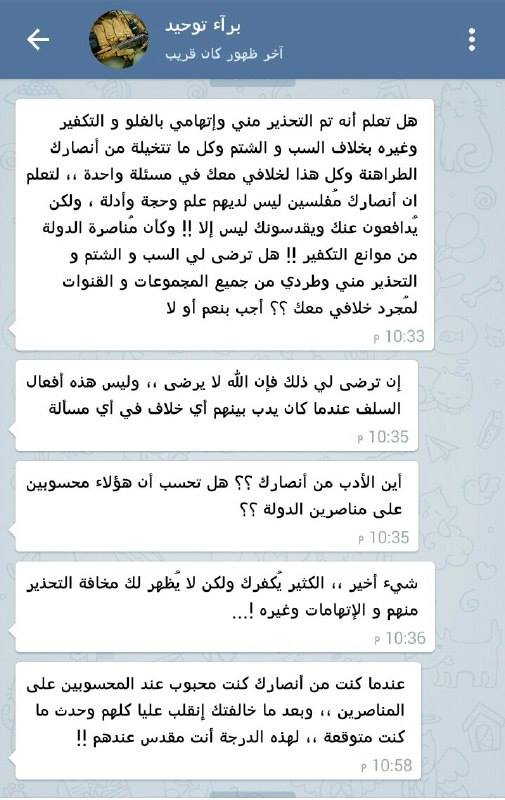 برآء توحيد
آخر ظهور كان قريب
هل تعلم أنه تم التحذير مني وإتهامي بالغلو و التكفير
وغيره بخلاف السب و الشتم وكل ما تتخيلة من أنصارك
الطراهنة وكل هذا لخلافي معك في مسئلة واحدة ،، لتعلم
ان أنصارك مُفلسين ليس لديهم علم وحجة وأدلة ، ولكن
يُدافعون عنك ويقدسونك ليس إلا !! وكأن مُناصرة الدولة
من موانع التكفير !! هل ترضى لي السب و الشتم و
التحذير مني وطردي من جميع المجموعات و القنوات
لمُجرد خلافي معك ؟؟ أجب بنعم أو لا
10:33 م
إن ترضى لي ذلك فإن الله لا يرضى ،، وليس هذه أفعال
السلف عندما كان يدب بينهم أي خلاف في أي مسألة
10:35 م
أين الأدب من أنصارك ؟؟ هل تحسب أن هؤلاء محسوبين
على مناصرين الدولة ؟؟
10:35 م
شيء أخير ،، الكثير يُكفرك ولكن لا يُظهر لك مخافة التحذير
منهم و الإتهامات وغيره !...
10:36 م
عندما كنت من أنصارك كنت محبوب عند المحسوبين على
المناصرين ،، وبعد ما خالفتك إنقلب عليا كلهم وحدث ما
كنت متوقعة ،، لهذه الدرجة أنت مقدس عندهم !!
10:58 م